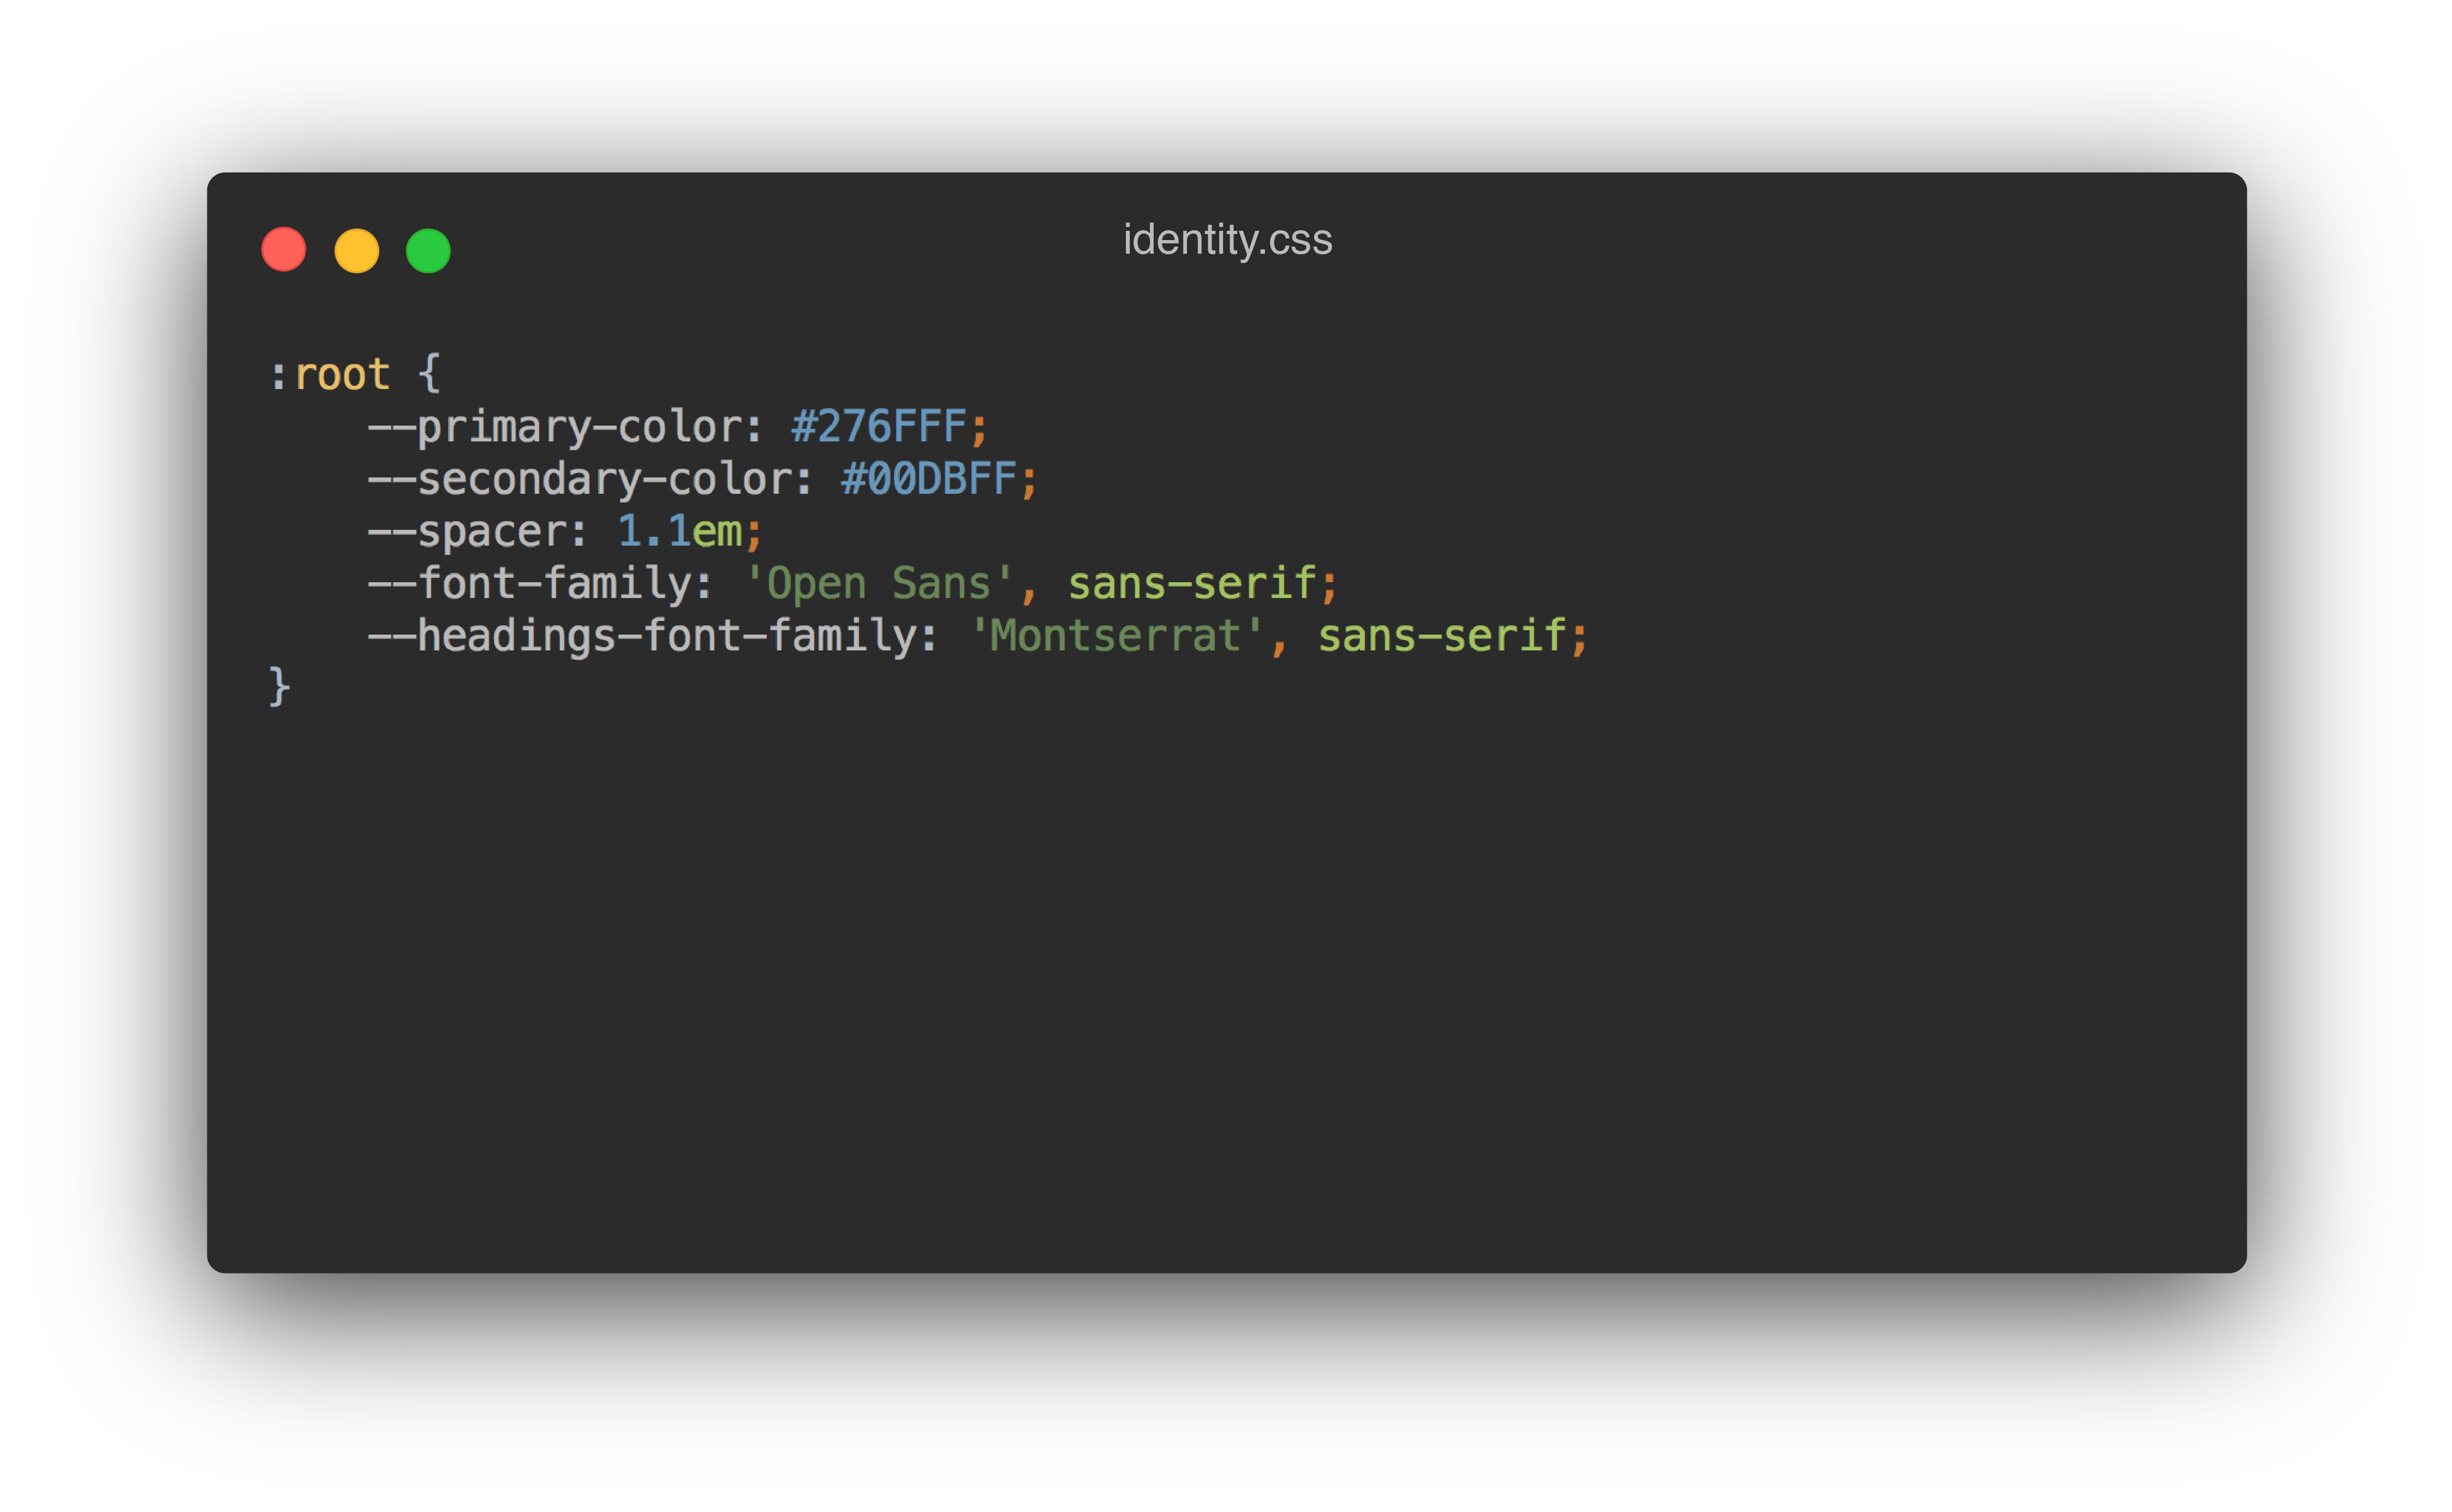 identity.css
:root {
    --primary-color: #276FFF;
    --secondary-color: #00DBFF;
    --spacer: 1.1em;
    --font-family: 'Open Sans', sans-serif;
    --headings-font-family: 'Montserrat', sans-serif;
}